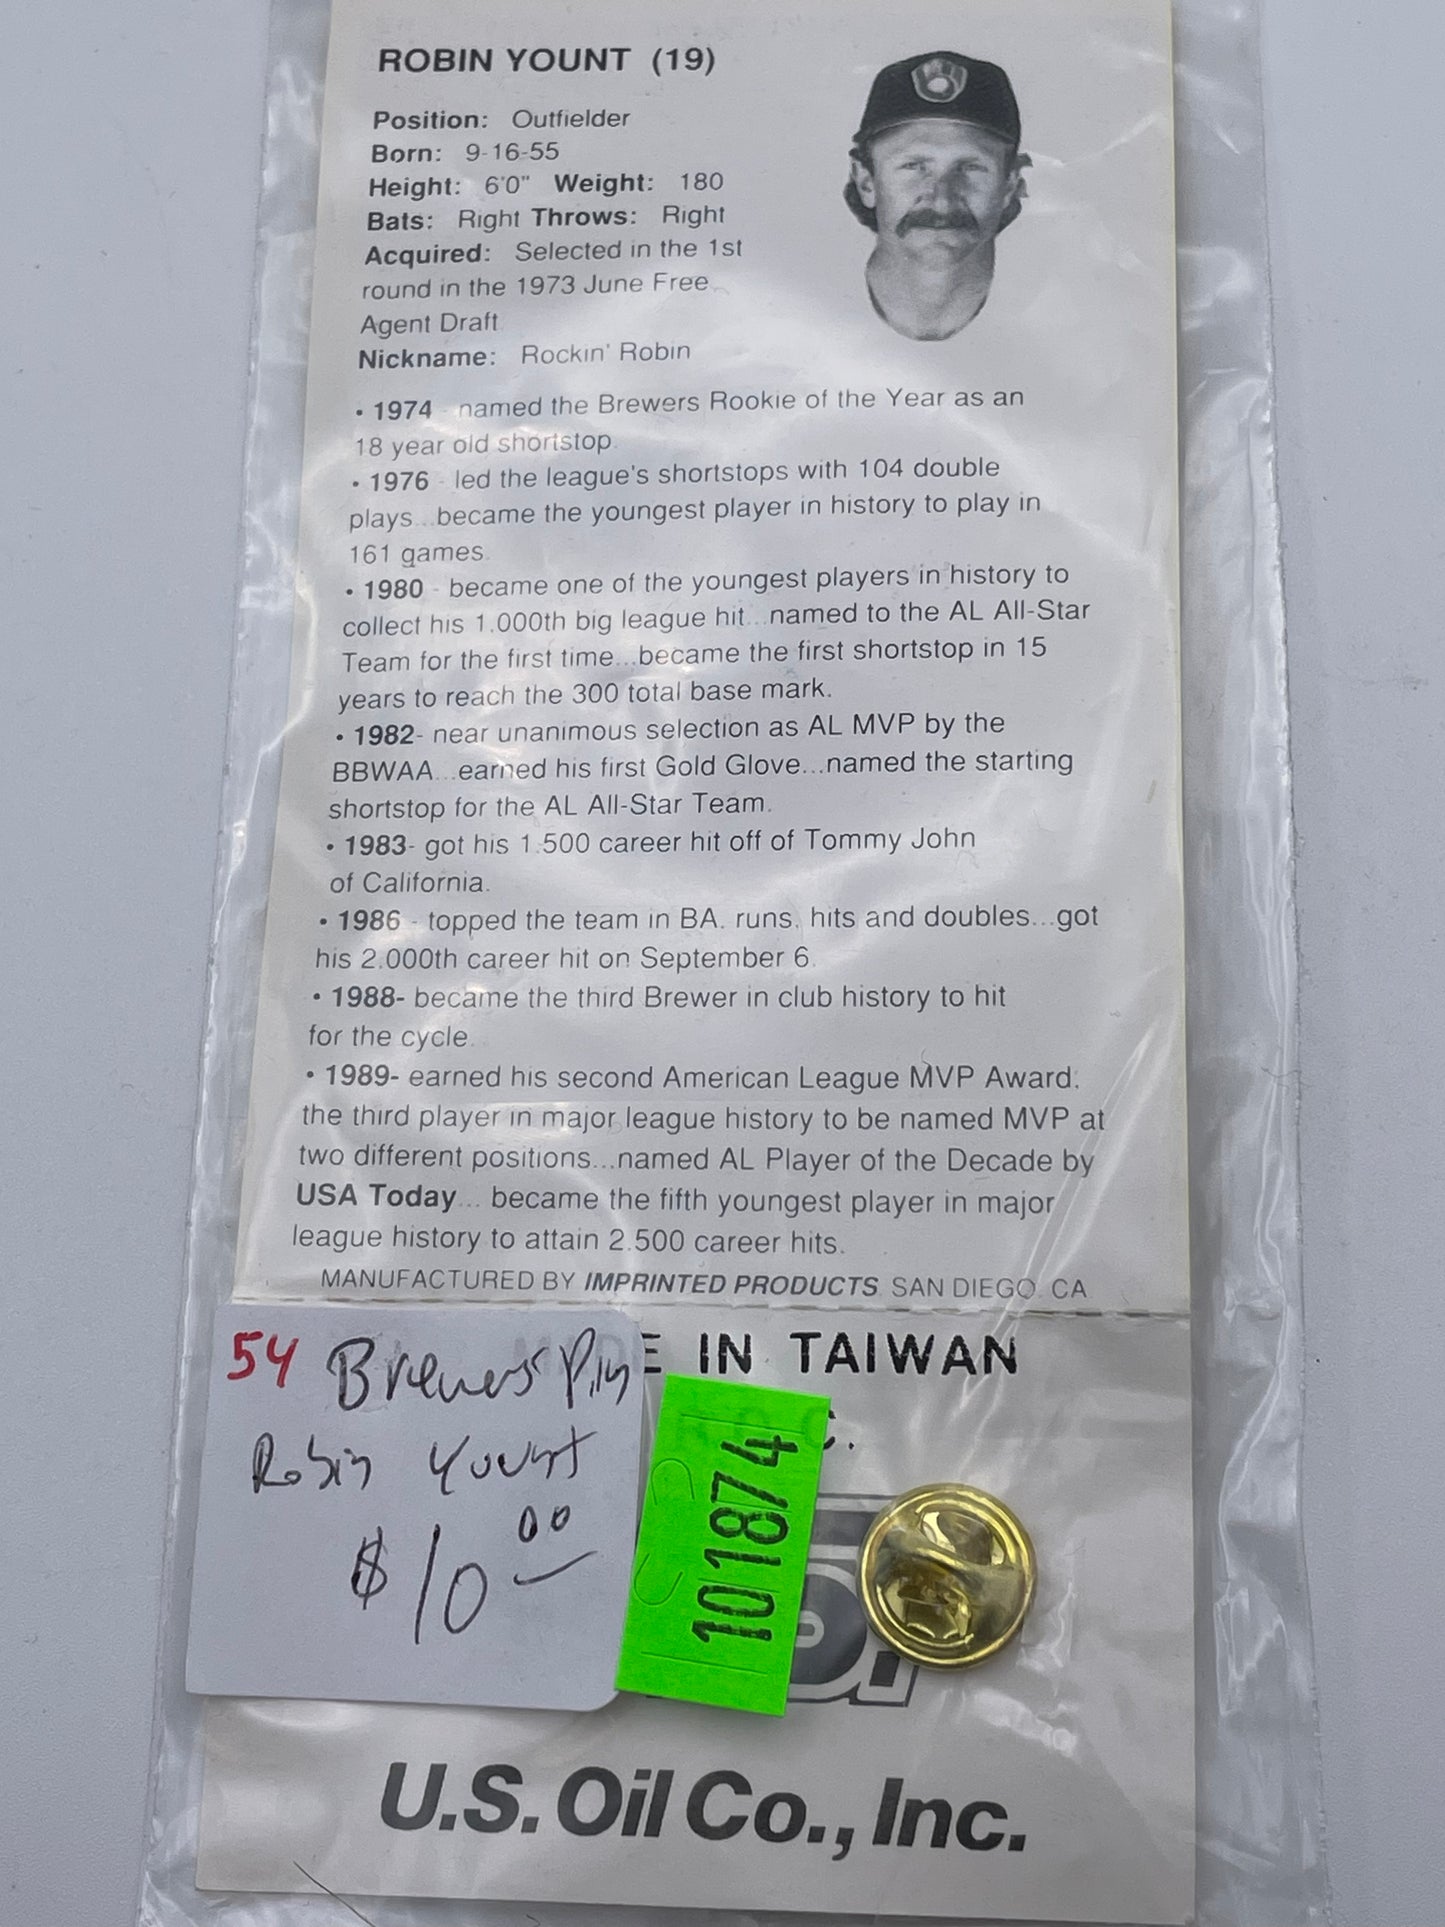 ROBIN YOUNT (19)
Position: Outfielder
Born: 9-16-55
Height: 6'0" Weight: 180
Bats: Right Throws: Right
Acquired: Selected in the 1st
round in the 1973 June Free
Agent Draft
Nickname: Rockin' Robin
• 1974 - named the Brewers Rookie of the Year as an
18 year old shortstop.
• 1976 - led the league's shortstops with 104 double
plays...became the youngest player in history to play in
161 games.
• 1980 - became one of the youngest players in history to
collect his 1,000th big league hit...named to the AL All-Star
Team for the first time...became the first shortstop in 15
years to reach the 300 total base mark.
• 1982- near unanimous selection as AL MVP by the
BBWAA...earned his first Gold Glove...named the starting
shortstop for the AL All-Star Team.
• 1983- got his 1,500 career hit off of Tommy John
of California.
• 1986 - topped the team in BA, runs, hits and doubles...got
his 2,000th career hit on September 6.
• 1988- became the third Brewer in club history to hit
for the cycle.
• 1989- earned his second American League MVP Award;
the third player in major league history to be named MVP at
two different positions...named AL Player of the Decade by
USA Today... became the fifth youngest player in major
league history to attain 2,500 career hits.
MANUFACTURED BY IMPRINTED PRODUCTS, SAN DIEGO, CA
E IN TAIWAN
C.
54 Brewers Pin
Robin Yount
$10.00
101874
U.S. Oil Co., Inc.